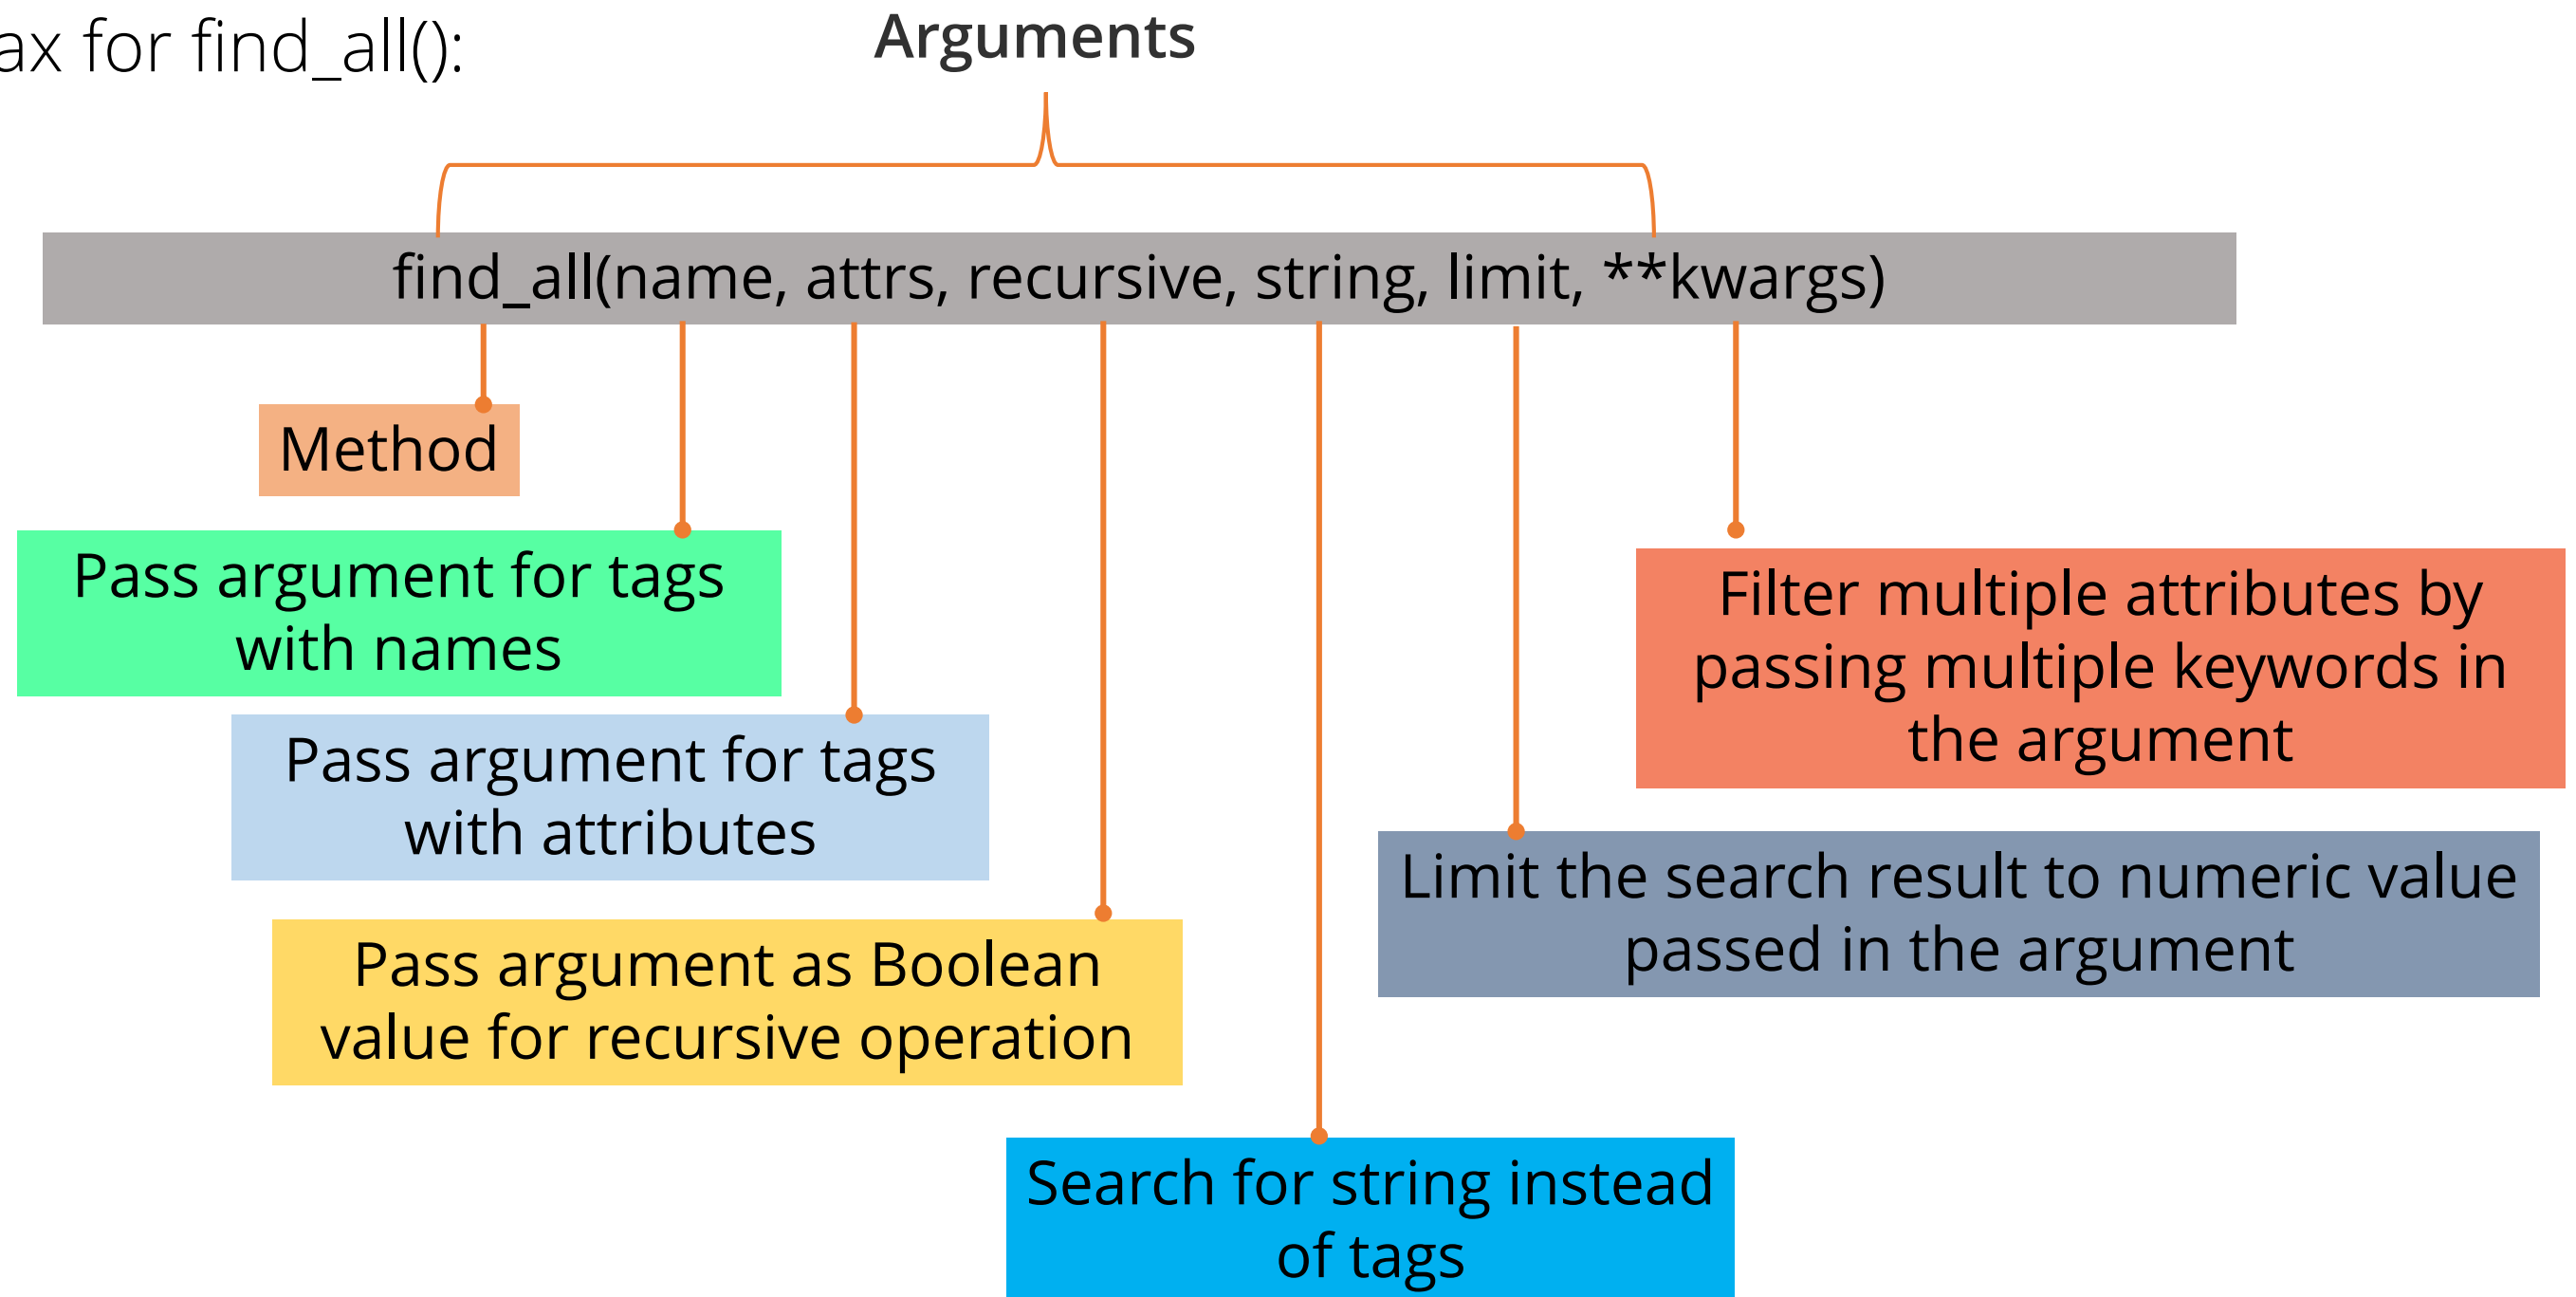 ax for find_all():
Arguments
find_all(name, attrs, recursive, string, limit, **kwargs)
Method
Pass argument for tags
with names
Pass argument for tags
with attributes
Pass argument as Boolean
value for recursive operation
Search for string instead
of tags
Limit the search result to numeric value
passed in the argument
Filter multiple attributes by
passing multiple keywords in
the argument